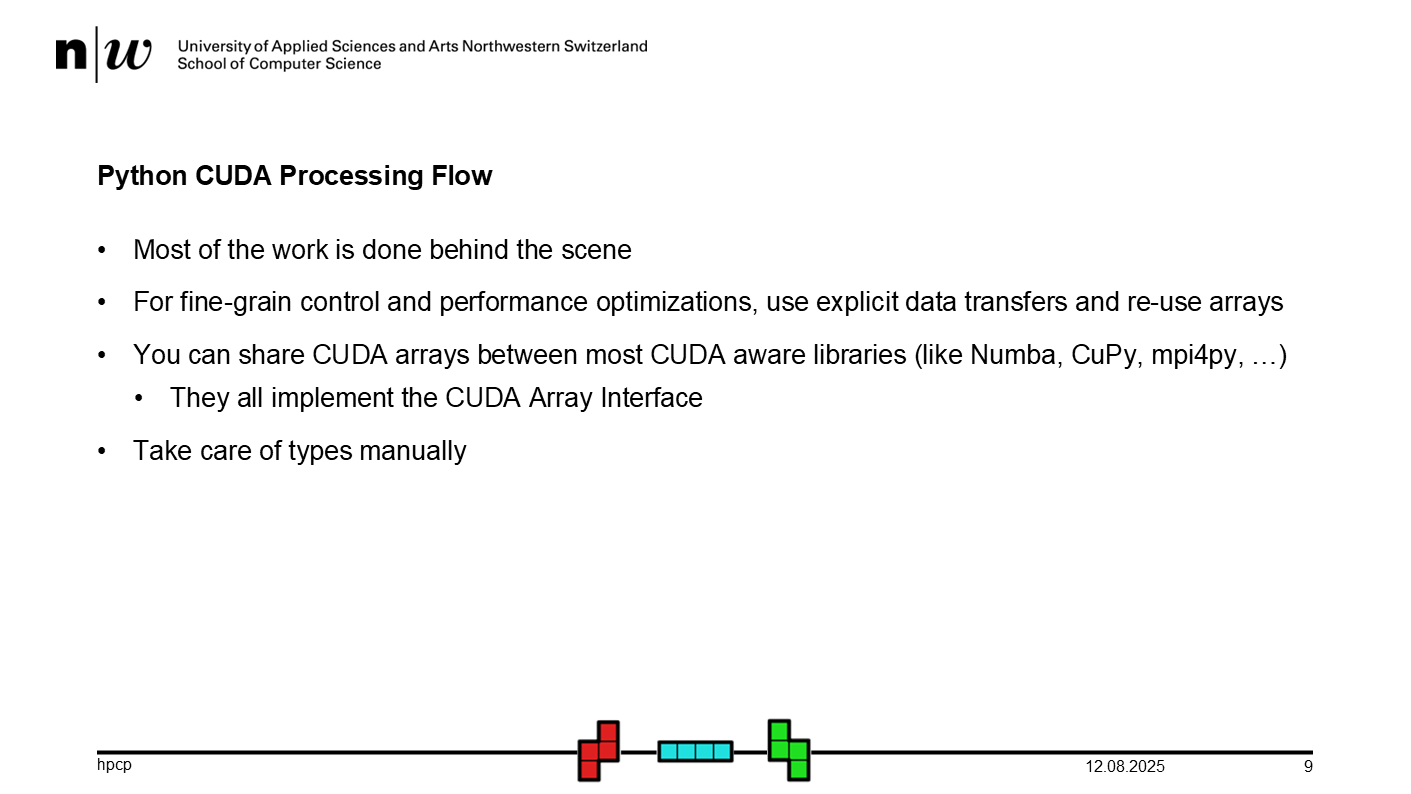 n|w University of Applied Sciences and Arts Northwestern Switzerland
School of Computer Science
Python CUDA Processing Flow
• Most of the work is done behind the scene
• For fine-grain control and performance optimizations, use explicit data transfers and re-use arrays
• You can share CUDA arrays between most CUDA aware libraries (like Numba, CuPy, mpi4py, …)
• They all implement the CUDA Array Interface
• Take care of types manually
hpcp 12.08.2025 9